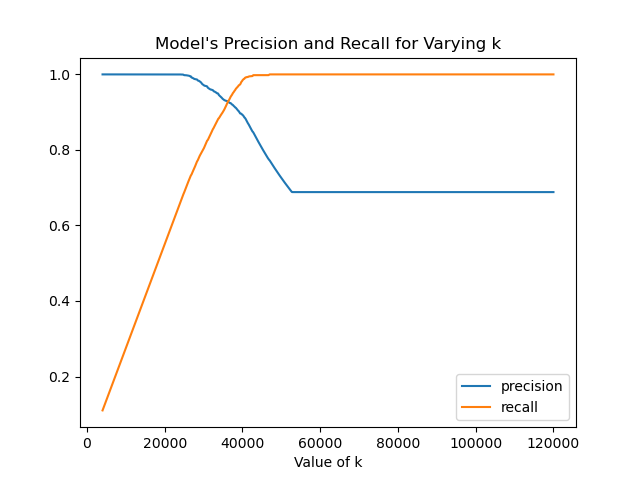 Model's Precision and Recall for Varying k
1.0
0.8
0.6
0.4
0.2
precision
recall
0 20000 40000 60000 80000 100000 120000
Value of k